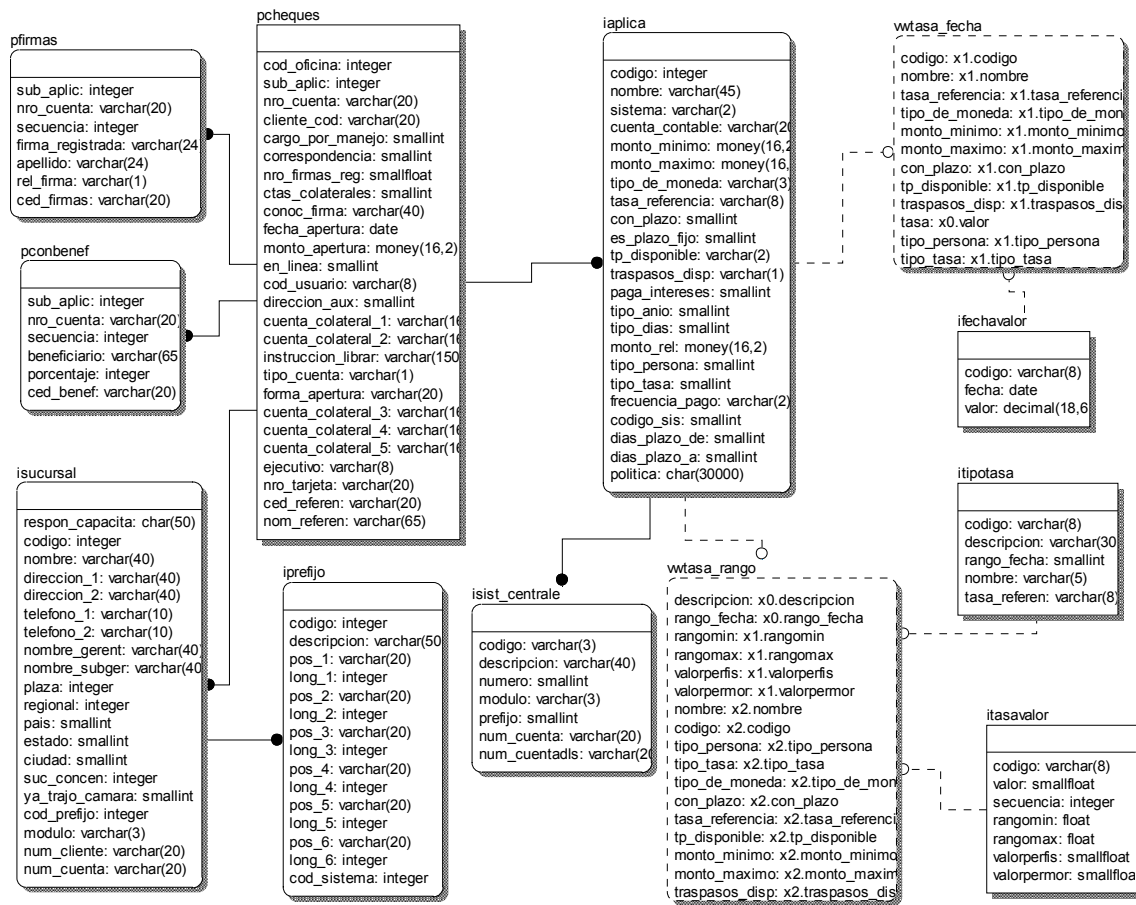 pfirmas
sub_aplic: integer
nro_cuenta: varchar(20)
secuencia: integer
firma_registrada: varchar(24
apellido: varchar(24)
rel_firma: varchar(1)
ced_firmas: varchar(20)
pconbenef
sub_aplic: integer
nro_cuenta: varchar(20)
secuencia: integer
beneficiario: varchar(65
porcentaje: integer
ced_benef: varchar(20)
isucursal
respon_capacita: char(50)
codigo: integer
nombre: varchar(40)
direccion_1: varchar(40)
direccion_2: varchar(40)
telefono_1: varchar(10)
telefono_2: varchar(10)
nombre_gerent: varchar(40)
nombre_subger: varchar(40
plaza: integer
regional: integer
pais: smallint
estado: smallint
ciudad: smallint
suc_concen: integer
ya_trajo_camara: smallint
cod_prefijo: integer
modulo: varchar(3)
num_cliente: varchar(20)
num_cuenta: varchar(20)
pcheques
cod_oficina: integer
sub_aplic: integer
nro_cuenta: varchar(20)
cliente_cod: varchar(20)
cargo_por_manejo: smallint
correspondencia: smallint
nro_firmas_reg: smallfloat
ctas_colaterales: smallint
conoc_firma: varchar(40)
fecha_apertura: date
monto_apertura: money(16,2)
en_linea: smallint
cod_usuario: varchar(8)
direccion_aux: smallint
cuenta_colateral_1: varchar(16
cuenta_colateral_2: varchar(16
instruccion_librar: varchar(150
tipo_cuenta: varchar(1)
forma_apertura: varchar(20)
cuenta_colateral_3: varchar(16
cuenta_colateral_4: varchar(16
cuenta_colateral_5: varchar(16
ejecutivo: varchar(8)
nro_tarjeta: varchar(20)
ced_referen: varchar(20)
nom_referen: varchar(65)
iprefijo
codigo: integer
descripcion: varchar(50
pos_1: varchar(20)
long_1: integer
pos_2: varchar(20)
long_2: integer
pos_3: varchar(20)
long_3: integer
pos_4: varchar(20)
long_4: integer
pos_5: varchar(20)
long_5: integer
pos_6: varchar(20)
long_6: integer
cod_sistema: integer
iaplica
codigo: integer
nombre: varchar(45)
sistema: varchar(2)
cuenta_contable: varchar(20
monto_minimo: money(16,2
monto_maximo: money(16,
tipo_de_moneda: varchar(3)
tasa_referencia: varchar(8)
con_plazo: smallint
es_plazo_fijo: smallint
tp_disponible: varchar(2)
traspasos_disp: varchar(1)
paga_intereses: smallint
tipo_anio: smallint
tipo_dias: smallint
monto_rel: money(16,2)
tipo_persona: smallint
tipo_tasa: smallint
frecuencia_pago: varchar(2)
codigo_sis: smallint
dias_plazo_de: smallint
dias_plazo_a: smallint
politica: char(30000)
isist_centrale
codigo: varchar(3)
descripcion: varchar(40)
numero: smallint
modulo: varchar(3)
prefijo: smallint
num_cuenta: varchar(20)
num_cuentadls: varchar(20
vwtasa_fecha
codigo: x1.codigo
nombre: x1.nombre
tasa_referencia: x1.tasa_referenci
tipo_de_moneda: x1.tipo_de_mon
monto_minimo: x1.monto_minimo
monto_maximo: x1.monto_maxim
con_plazo: x1.con_plazo
tp_disponible: x1.tp_disponible
traspasos_disp: x1.traspasos_dis
tasa: x0.valor
tipo_persona: x1.tipo_persona
tipo_tasa: x1.tipo_tasa
ifechavalor
codigo: varchar(8)
fecha: date
valor: decimal(18,6
itipotasa
codigo: varchar(8)
descripcion: varchar(30
rango_fecha: smallint
nombre: varchar(5)
tasa_referen: varchar(8)
vwtasa_rango
descripcion: x0.descripcion
rango_fecha: x0.rango_fecha
rangomin: x1.rangomin
rangomax: x1.rangomax
valorperfis: x1.valorperfis
valorpermor: x1.valorpermor
nombre: x2.nombre
codigo: x2.codigo
tipo_persona: x2.tipo_persona
tipo_tasa: x2.tipo_tasa
tipo_de_moneda: x2.tipo_de_mon
con_plazo: x2.con_plazo
tasa_referencia: x2.tasa_referenci
tp_disponible: x2.tp_disponible
monto_minimo: x2.monto_minimo
monto_maximo: x2.monto_maxim
traspasos_disp: x2.traspasos_dis
itasavalor
codigo: varchar(8)
valor: smallfloat
secuencia: integer
rangomin: float
rangomax: float
valorperfis: smallfloat
valorpermor: smallfloat